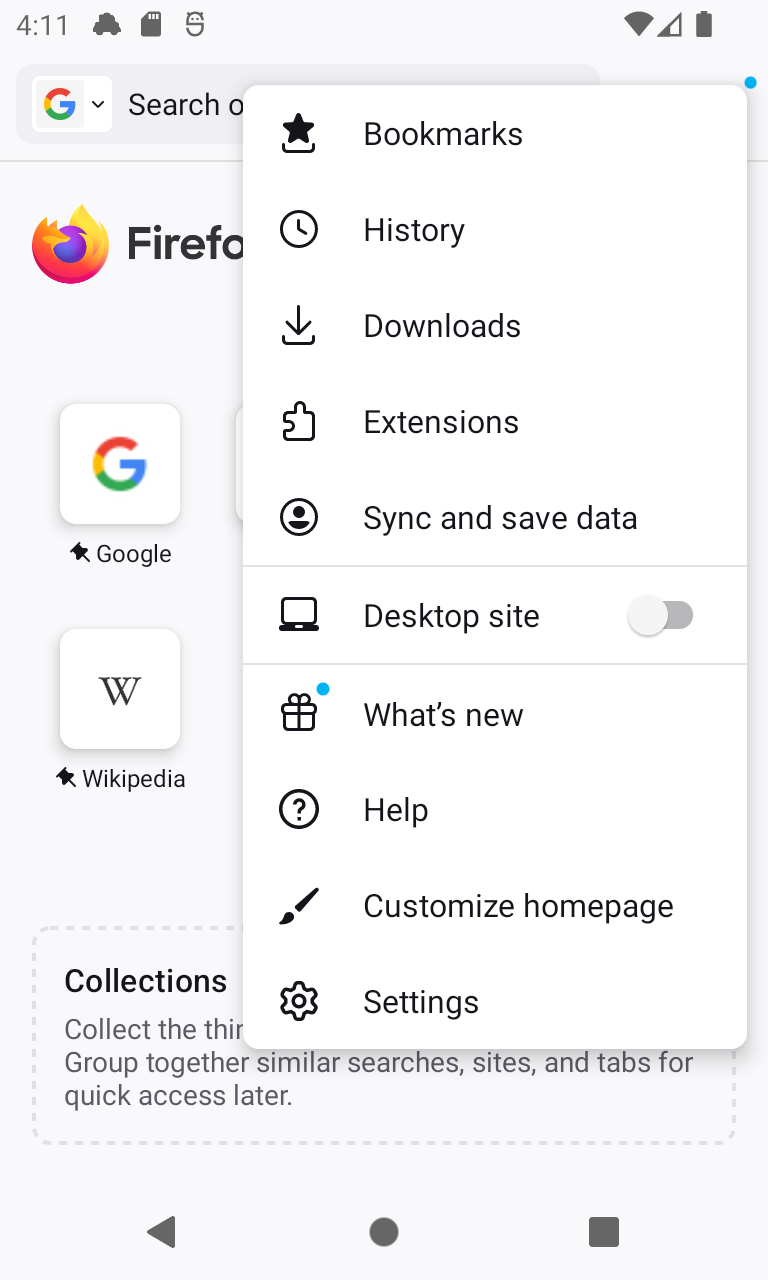 4:11
Search o
Firefo
Bookmarks
History
Downloads
Extensions
Sync and save data
Desktop site
What's new
Help
Customize homepage
Settings
Google
W
Wikipedia
Collections
Collect the thin
Group together similar searches, sites, and tabs for
quick access later.